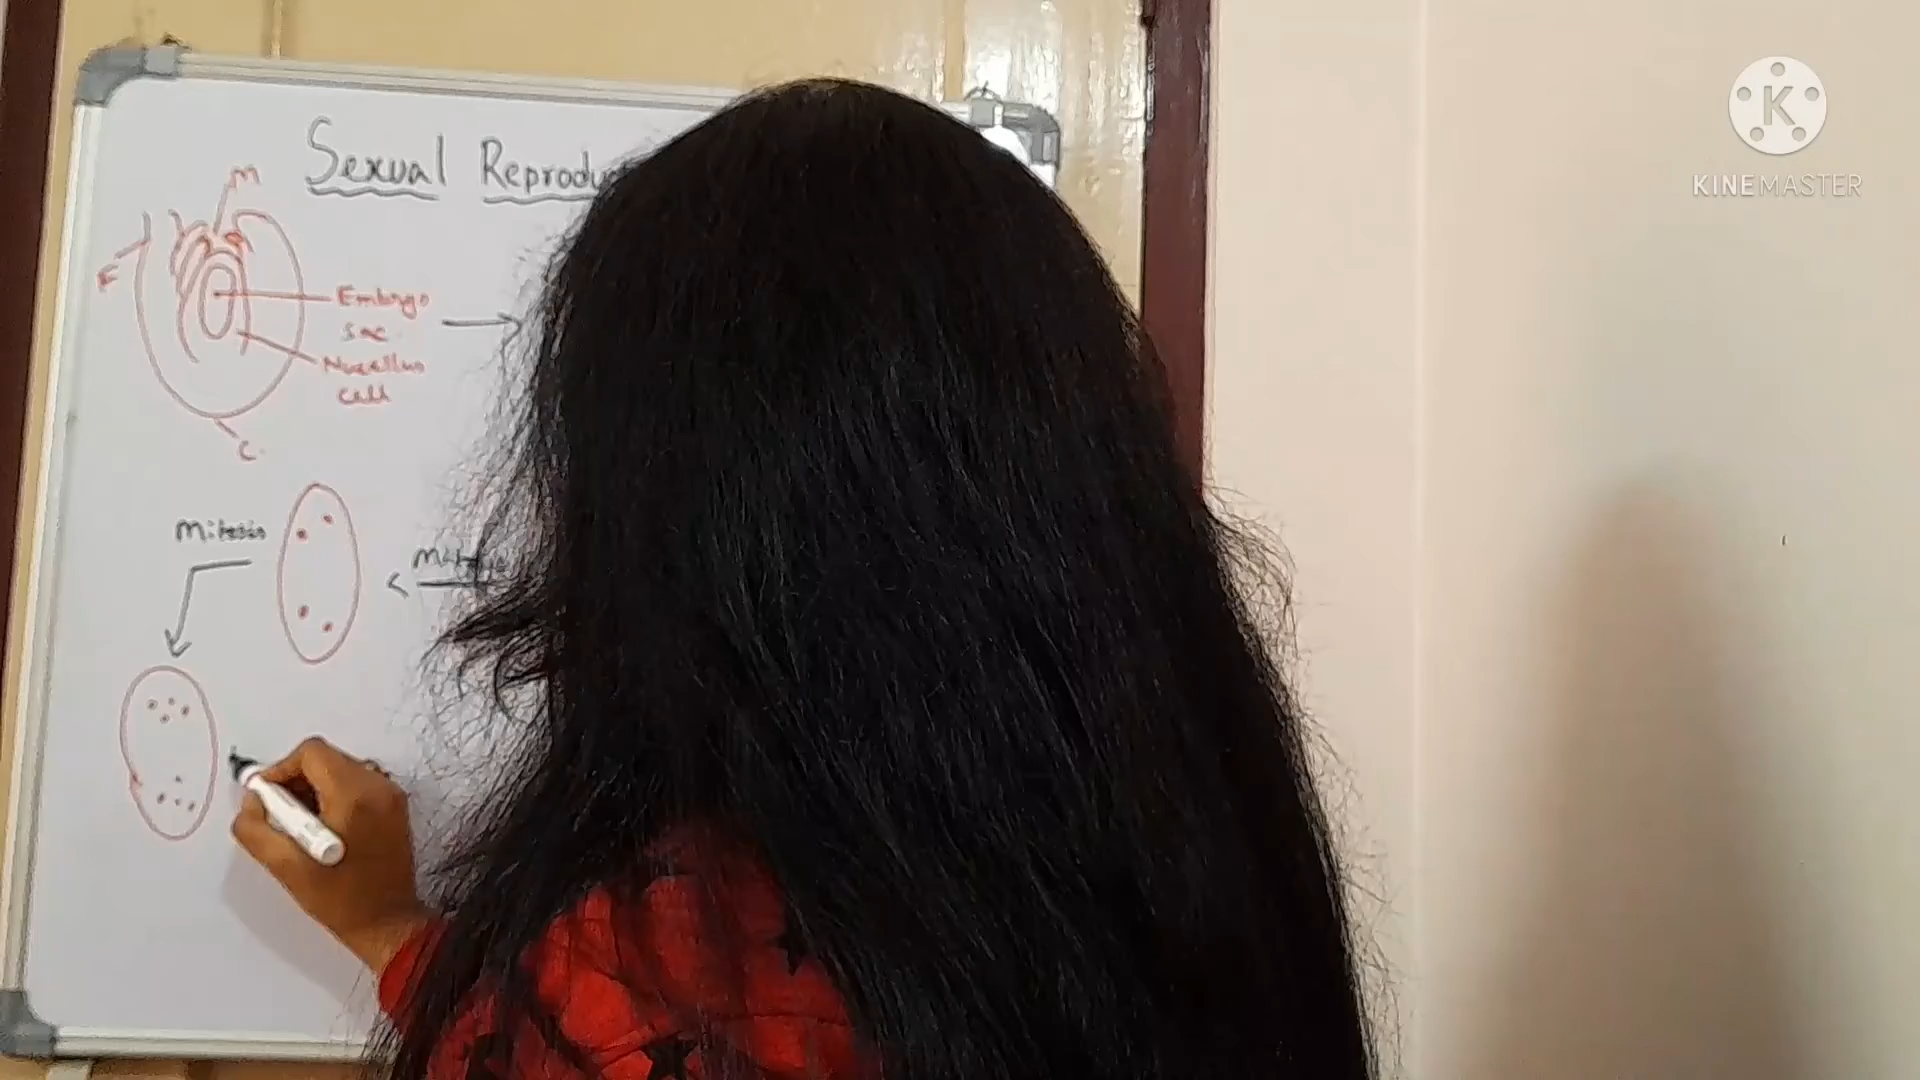 Sexual Reprodu
M
F
Embryo
sac
Nucellus
cell
C.
Mitosis
KINEMASTER